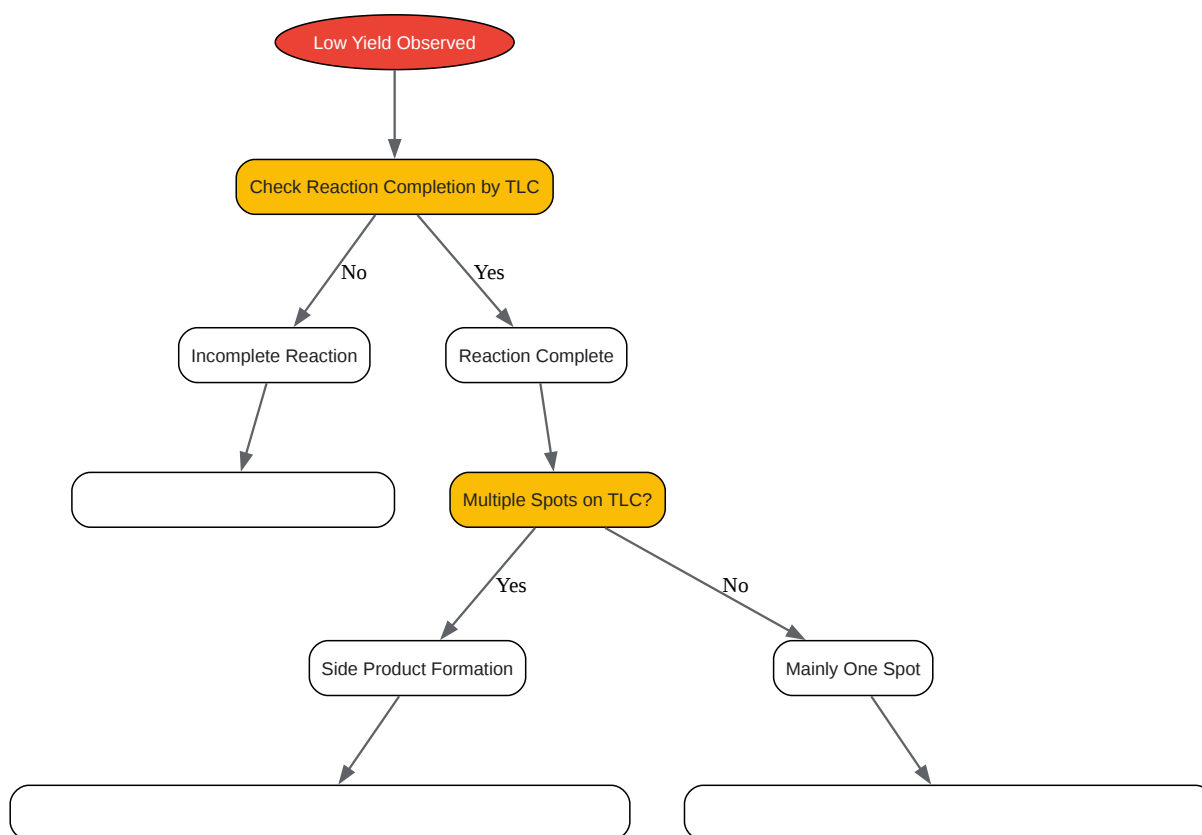 Low Yield Observed
Check Reaction Completion by TLC
No
Yes
Incomplete Reaction
Reaction Complete
Multiple Spots on TLC?
Yes
No
Side Product Formation
Mainly One Spot